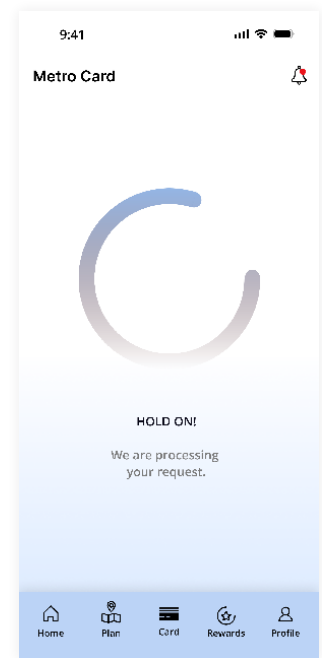 9:41
Metro Card
HOLD ON!
We are processing
your request.
Home Plan Card Rewards Profile